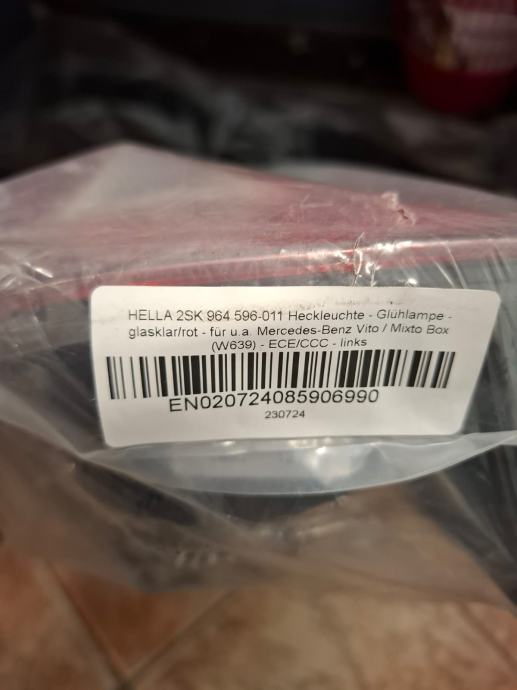 HELLA 2SK 964 596-011 Heckleuchte - Glühlampe -
glasklar/rot - für u.a. Mercedes-Benz Vito / Mixto Box
(W639) - ECE/CCC - links
EN020724085906990
230724